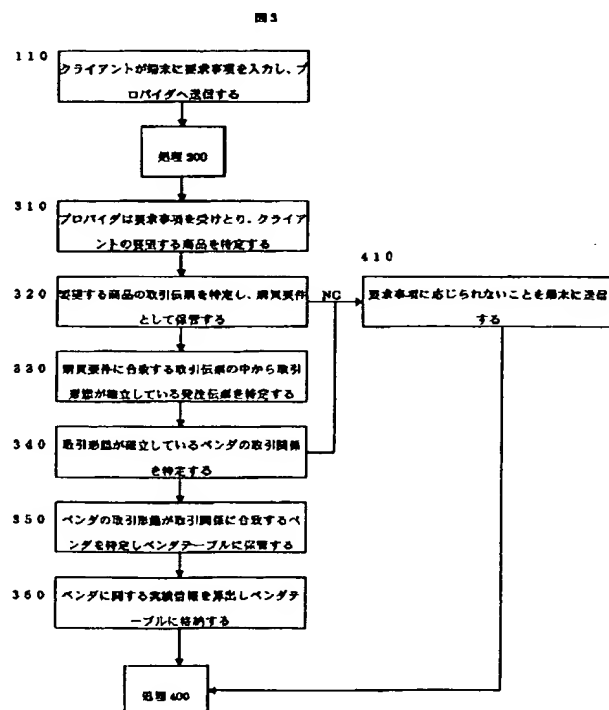 図3
110
クライアントが端末に要求事項を入力し、プ
ロバイダへ送信する
処理300
310
プロバイダは要求事項を受けとり、クライア
ントの要望する商品を特定する
410
320
要望する商品の取引伝票を特定し、購買要件
として保管する
NG
要求事項に応じられないことを端末に送信
する
330
購買要件に合致する取引伝票の中から取引
形態が確立している発注伝票を特定する
340
取引形態が確立しているベンダの取引関係
を特定する
350
ベンダの取引形態が取引関係に合致するベ
ンダを特定しベンダテーブルに保管する
360
ベンダに関する実績情報を算出しベンダテ
ーブルに格納する
処理400